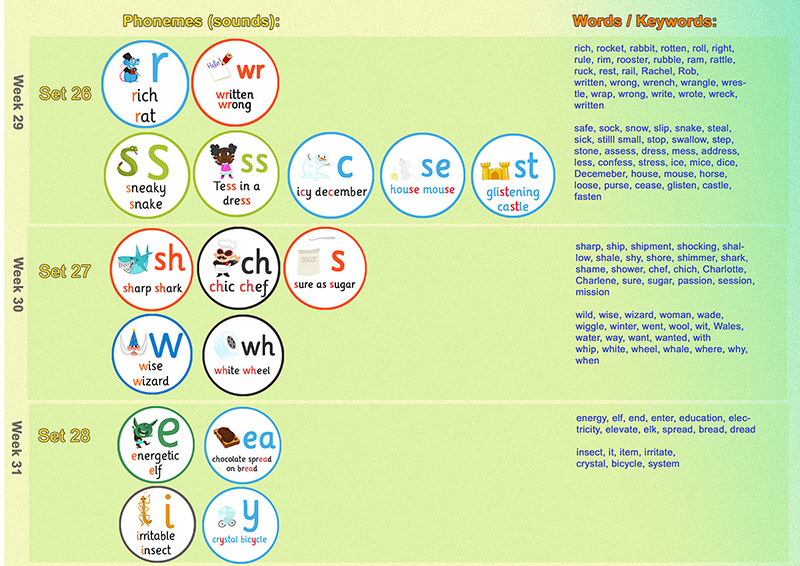 Phonemes (sounds):
Words / Keywords:
Week 29
Set 26
r
rich
rat
Hello!
wr
written
wrong
s
sneaky
snake
ss
Tess in a
dress
c
icy december
se
house mouse
st
glistening
castle
rich, rocket, rabbit, rotten, roll, right,
rule, rim, rooster, rubble, ram, rattle,
ruck, rest, rail, Rachel, Rob,
written, wrong, wrench, wrangle, wres-
tle, wrap, wrong, write, wrote, wreck,
written
safe, sock, snow, slip, snake, steal,
sick, stilll small, stop, swallow, step,
stone, assess, dress, mess, address,
less, confess, stress, ice, mice, dice,
Decemeber, house, mouse, horse,
loose, purse, cease, glisten, castle,
fasten
Week 30
Set 27
sh
sharp shark
ch
chic chef
SUGAR
s
sure as sugar
w
wise
wizard
wh
white wheel
sharp, ship, shipment, shocking, shal-
low, shale, shy, shore, shimmer, shark,
shame, shower, chef, chich, Charlotte,
Charlene, sure, sugar, passion, session,
mission
wild, wise, wizard, woman, wade,
wiggle, winter, went, wool, wit, Wales,
water, way, want, wanted, with
whip, white, wheel, whale, where, why,
when
Week 31
Set 28
e
energetic
elf
ea
chocolate spread
on bread
i
irritable
insect
y
crystal bicycle
energy, elf, end, enter, education, elec-
tricity, elevate, elk, spread, bread, dread
insect, it, item, irritate,
crystal, bicycle, system